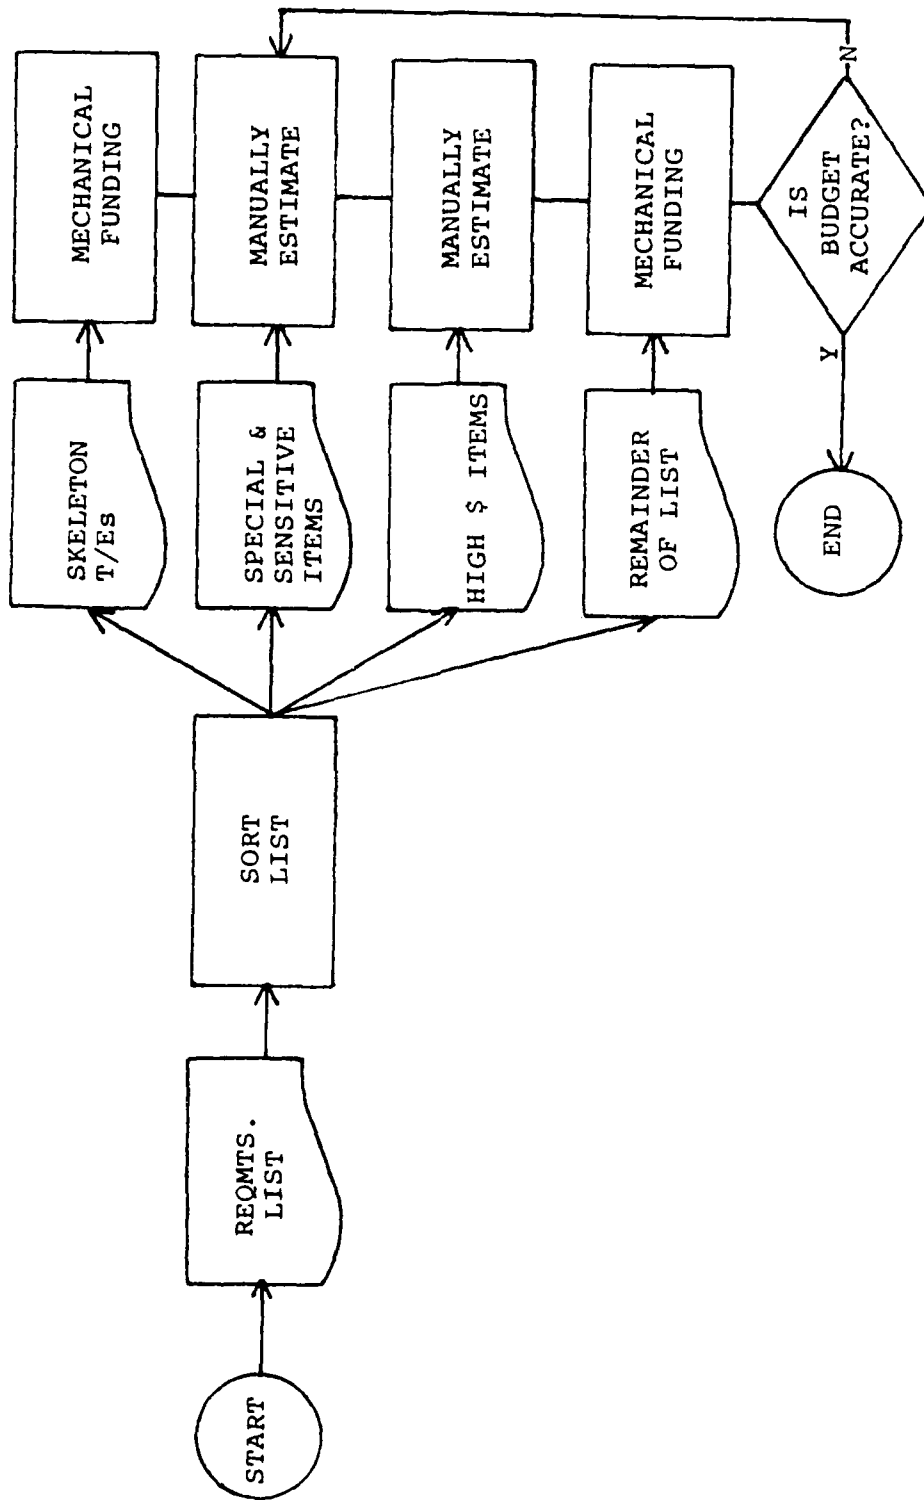 START
REQMTS.
LIST
SORT
LIST
SKELETON
T/Es
MECHANICAL
FUNDING
SPECIAL &
SENSITIVE
ITEMS
MANUALLY
ESTIMATE
HIGH $ ITEMS
MANUALLY
ESTIMATE
REMAINDER
OF LIST
MECHANICAL
FUNDING
IS
BUDGET
ACCURATE?
N
Y
END